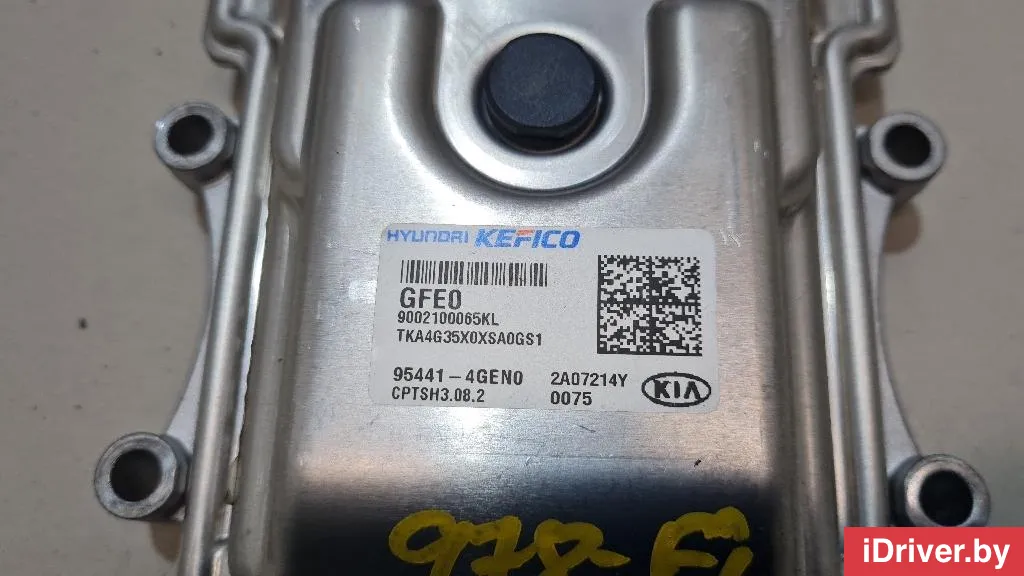 HYUNDAI KEFICO
GFE0
9002100065KL
TKA4G35X0XSA0GS1
95441-4GEN0 2A07214Y KIA
CPTSH3.08.2 0075
iDriver.by